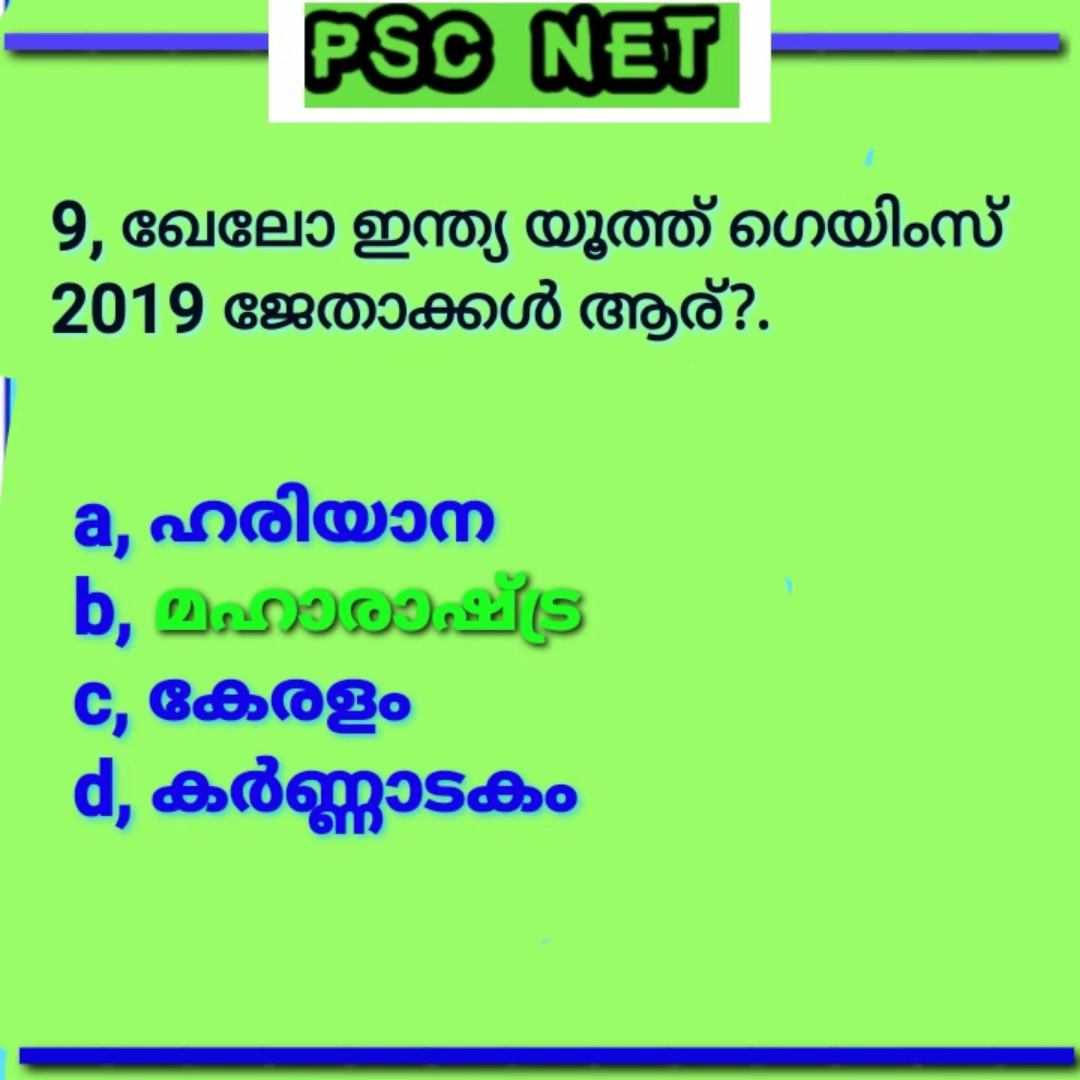 PSC NET
9, ഖേലോ ഇന്ത്യ യൂത്ത് ഗെയിംസ്
2019 ജേതാക്കൾ ആര്?.
a, ഹരിയാന
b, മഹാരാഷ്ട്ര
c, കേരളം
d, കർണ്ണാടകം